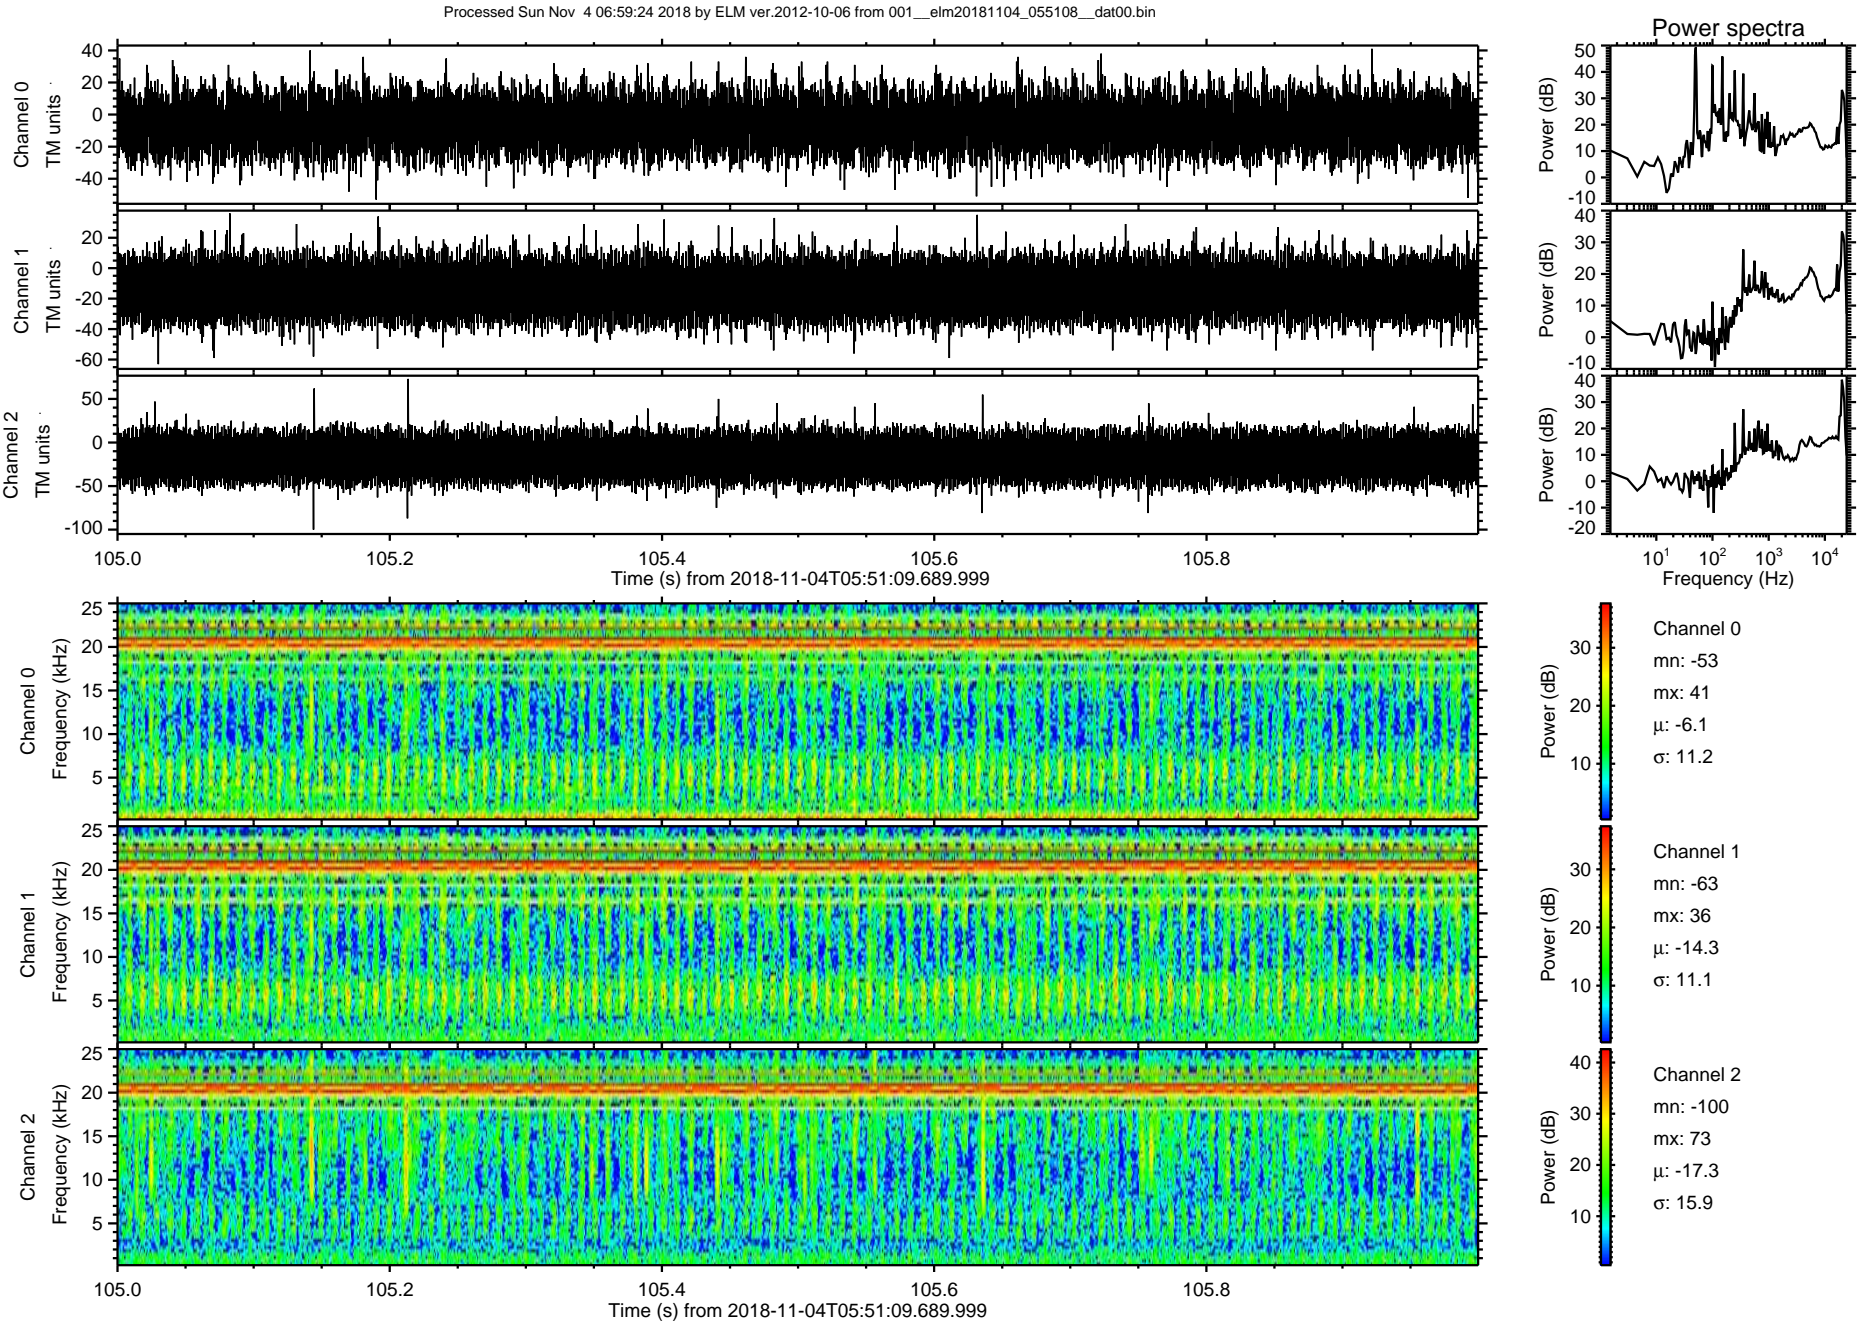 Processed Sun Nov  4 06:59:24 2018 by ELM ver.2012-10-06 from 001__elm20181104_055108__dat00.bin
Power spectra
Channel 0
TM units
40
20
0
-20
-40
Power (dB)
50
40
30
20
10
0
-10
Channel 1
TM units
20
0
-20
-40
-60
Power (dB)
40
30
20
10
0
-10
Channel 2
TM units
50
0
-50
-100
Power (dB)
40
30
20
10
0
-10
-20
105.0 105.2 105.4 105.6 105.8
Time (s) from 2018-11-04T05:51:09.689.999
10¹ 10² 10³ 10⁴
Frequency (Hz)
Channel 0
Frequency (kHz)
25
20
15
10
5
Power (dB)
30
20
10
Channel 0
mn: -53
mx: 41
µ: -6.1
σ: 11.2
Channel 1
Frequency (kHz)
25
20
15
10
5
Power (dB)
30
20
10
Channel 1
mn: -63
mx: 36
µ: -14.3
σ: 11.1
Channel 2
Frequency (kHz)
25
20
15
10
5
Power (dB)
40
30
20
10
Channel 2
mn: -100
mx: 73
µ: -17.3
σ: 15.9
105.0 105.2 105.4 105.6 105.8
Time (s) from 2018-11-04T05:51:09.689.999